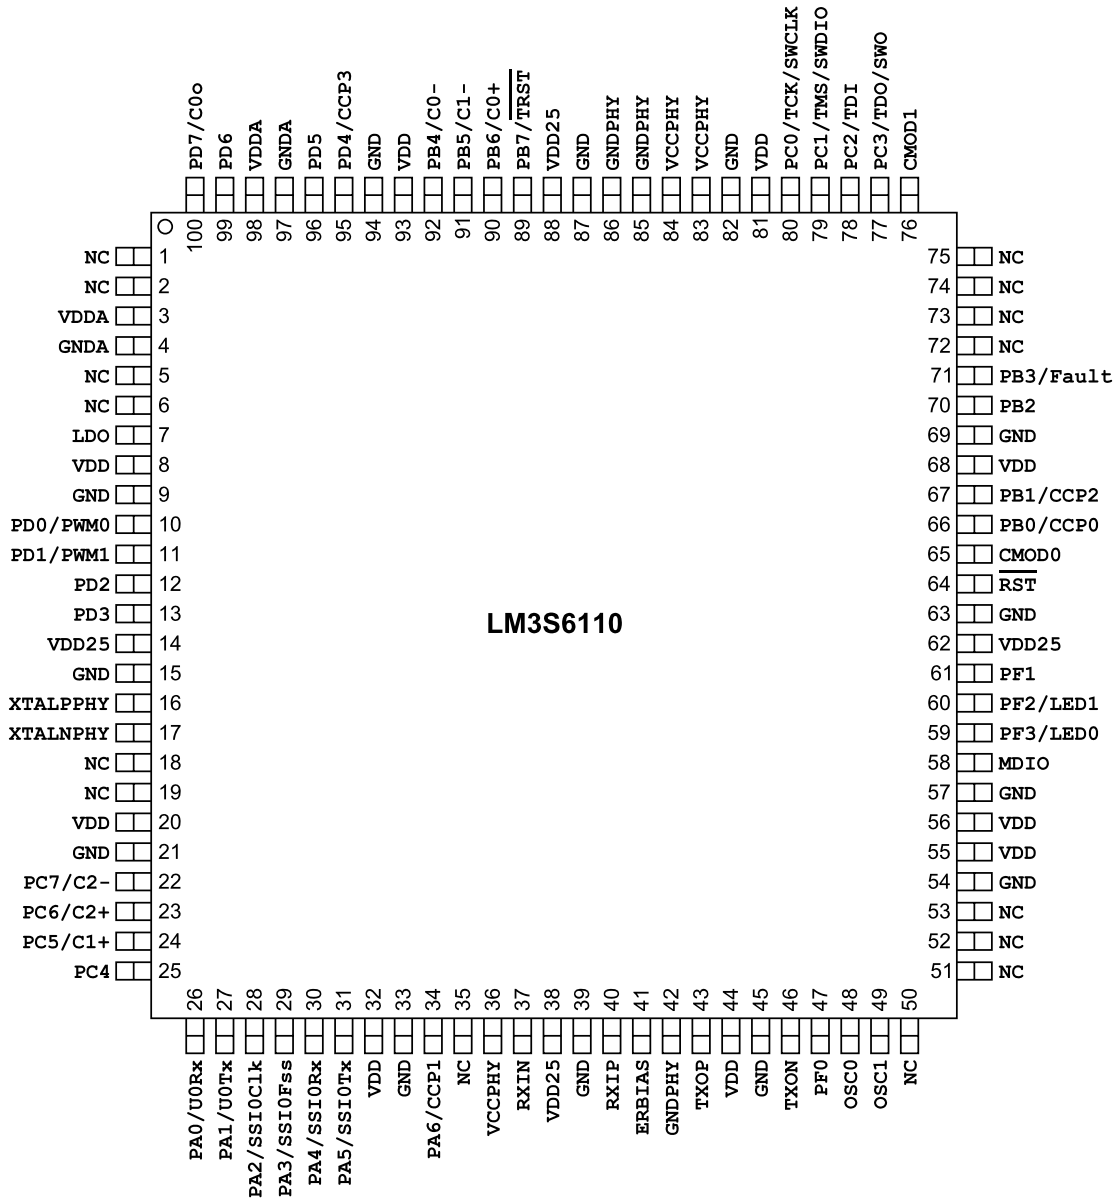 PD7/C0o
PD6
VDDA
GNDA
PD5
PD4/CCP3
GND
VDD
PB4/C0-
PB5/C1-
PB6/C0+
PB7/TRST
VDD25
GND
GNDPHY
GNDPHY
VCCPHY
VCCPHY
GND
VDD
PC0/TCK/SWCLK
PC1/TMS/SWDIO
PC2/TDI
PC3/TDO/SWO
CMOD1
100
99
98
97
96
95
94
93
92
91
90
89
88
87
86
85
84
83
82
81
80
79
78
77
76
NC 1
NC 2
VDDA 3
GNDA 4
NC 5
NC 6
LDO 7
VDD 8
GND 9
PD0/PWM0 10
PD1/PWM1 11
PD2 12
PD3 13
VDD25 14
GND 15
XTALPPHY 16
XTALNPHY 17
NC 18
NC 19
VDD 20
GND 21
PC7/C2- 22
PC6/C2+ 23
PC5/C1+ 24
PC4 25
LM3S6110
75 NC
74 NC
73 NC
72 NC
71 PB3/Fault
70 PB2
69 GND
68 VDD
67 PB1/CCP2
66 PB0/CCP0
65 CMOD0
64 RST
63 GND
62 VDD25
61 PF1
60 PF2/LED1
59 PF3/LED0
58 MDIO
57 GND
56 VDD
55 VDD
54 GND
53 NC
52 NC
51 NC
26
27
28
29
30
31
32
33
34
35
36
37
38
39
40
41
42
43
44
45
46
47
48
49
50
PA0/U0Rx
PA1/U0Tx
PA2/SSI0Clk
PA3/SSI0Fss
PA4/SSI0Rx
PA5/SSI0Tx
VDD
GND
PA6/CCP1
NC
VCCPHY
RXIN
VDD25
GND
RXIP
ERBIAS
GNDPHY
TXOP
VDD
GND
TXON
PF0
OSC0
OSC1
NC